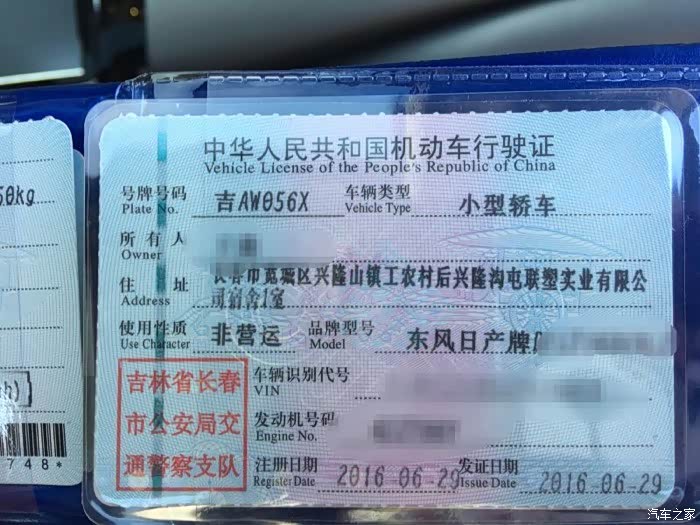 50kg
中华人民共和国机动车行驶证
Vehicle License of the People's Republic of China
号牌号码 吉AW056X 车辆类型 小型轿车
Plate No. Vehicle Type
所有人
Owner
住址 长春市宽城区兴隆山镇工农村后兴隆沟屯联塑实业有限公
Address 司宿舍1室
使用性质 非营运 品牌型号 东风日产牌
Use Character Model
吉林省长春
市公安局交
通警察支队
车辆识别代号
VIN
发动机号码
Engine No.
注册日期 2016-06-29 发证日期 2016-06-29
Register Date Issue Date
748*
汽车之家